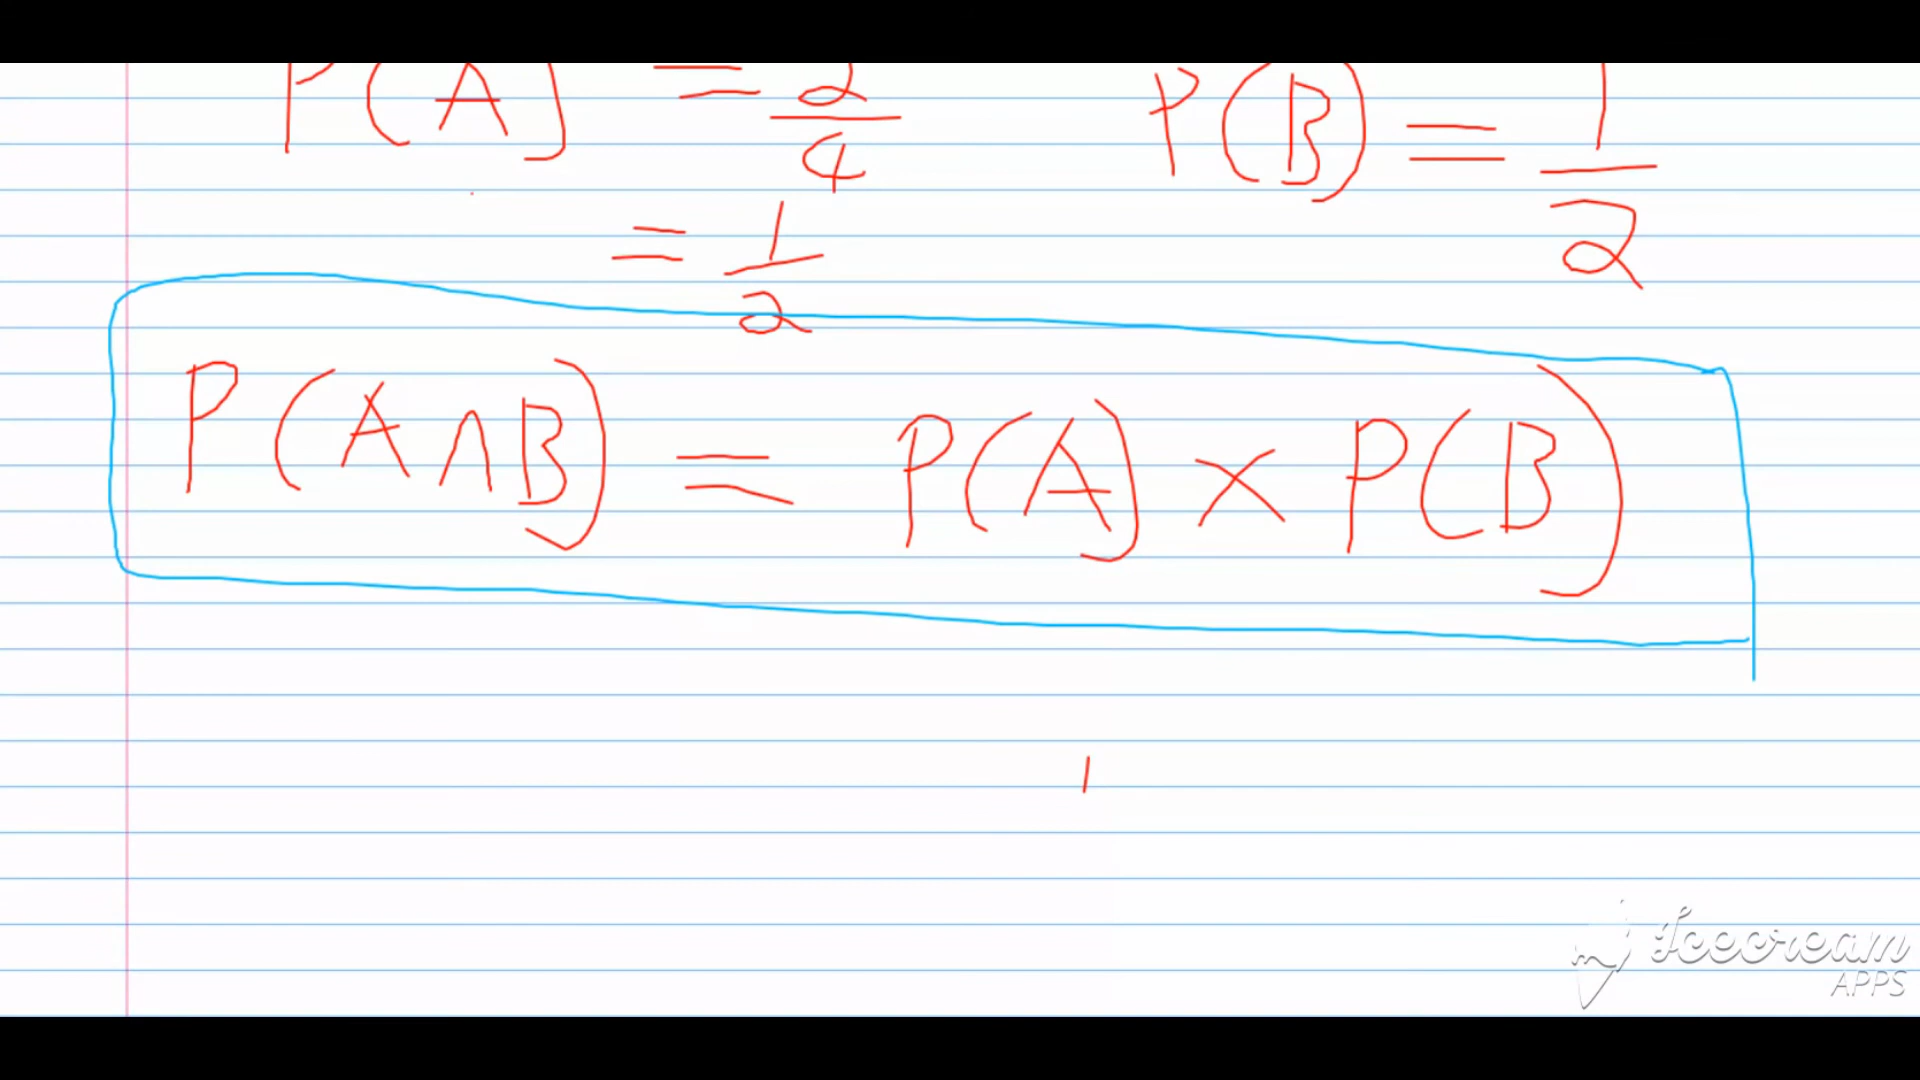 P(A) = 2/4 P(B) = 1/2
= 1/2
P(A∩B) = P(A) × P(B)
Icecream
APPS